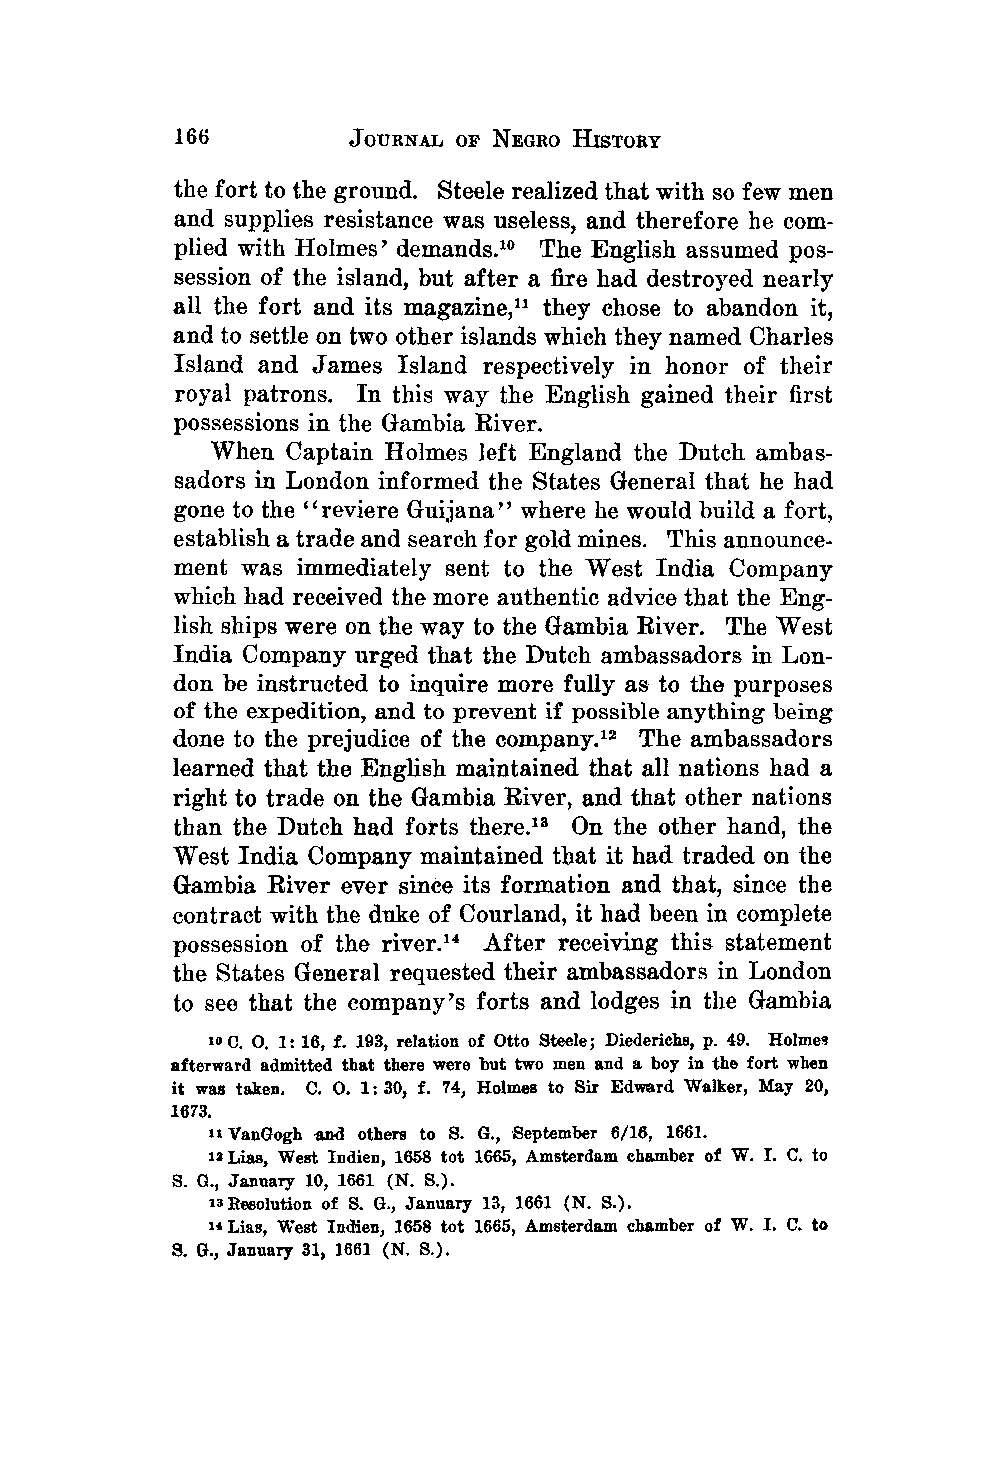 166 JOURNAL OF NEGRO HISTORY
the fort to the ground. Steele realized that with so few men
and supplies resistance was useless, and therefore he com-
plied with Holmes' demands.¹⁰ The English assumed pos-
session of the island, but after a fire had destroyed nearly
all the fort and its magazine,¹¹ they chose to abandon it,
and to settle on two other islands which they named Charles
Island and James Island respectively in honor of their
royal patrons. In this way the English gained their first
possessions in the Gambia River.
When Captain Holmes left England the Dutch ambas-
sadors in London informed the States General that he had
gone to the "reviere Guijana" where he would build a fort,
establish a trade and search for gold mines. This announce-
ment was immediately sent to the West India Company
which had received the more authentic advice that the Eng-
lish ships were on the way to the Gambia River. The West
India Company urged that the Dutch ambassadors in Lon-
don be instructed to inquire more fully as to the purposes
of the expedition, and to prevent if possible anything being
done to the prejudice of the company.¹² The ambassadors
learned that the English maintained that all nations had a
right to trade on the Gambia River, and that other nations
than the Dutch had forts there.¹³ On the other hand, the
West India Company maintained that it had traded on the
Gambia River ever since its formation and that, since the
contract with the duke of Courland, it had been in complete
possession of the river.¹⁴ After receiving this statement
the States General requested their ambassadors in London
to see that the company's forts and lodges in the Gambia
¹⁰ C. O. 1: 16, f. 193, relation of Otto Steele; Diederichs, p. 49. Holmes
afterward admitted that there were but two men and a boy in the fort when
it was taken. C. O. 1: 30, f. 74, Holmes to Sir Edward Walker, May 20,
1673.
¹¹ VanGogh and others to S. G., September 6/16, 1661.
¹² Lias, West Indien, 1658 tot 1665, Amsterdam chamber of W. I. C. to
S. G., January 10, 1661 (N. S.).
¹³ Resolution of S. G., January 13, 1661 (N. S.).
¹⁴ Lias, West Indien, 1658 tot 1665, Amsterdam chamber of W. I. C. to
S. G., January 31, 1661 (N. S.).